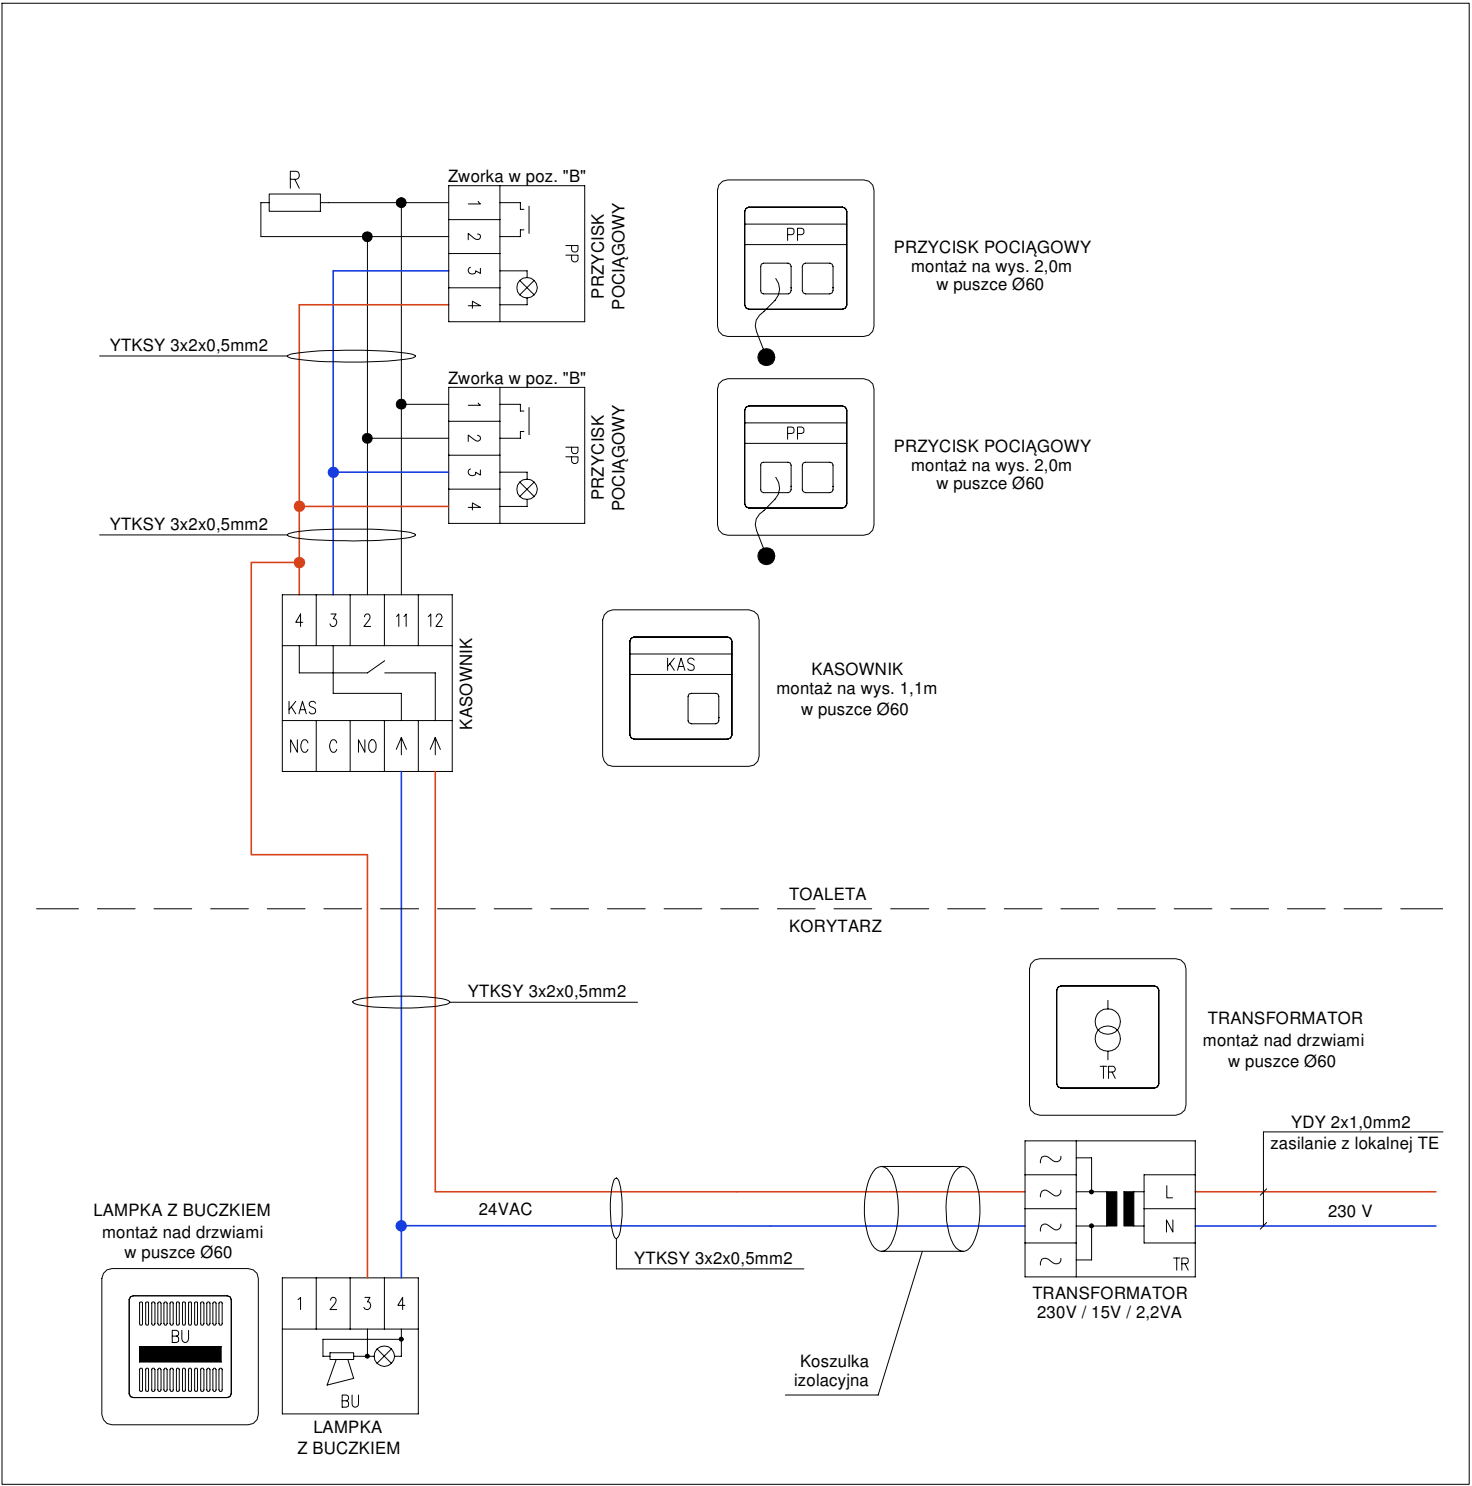 R
Zworka w poz. "B"
1
2
3
4
PP
PRZYCISK
POCIĄGOWY
PP
PRZYCISK POCIĄGOWY
montaż na wys. 2,0m
w puszce Ø60
YTKSY 3x2x0,5mm2
Zworka w poz. "B"
1
2
3
4
PP
PRZYCISK
POCIĄGOWY
PP
PRZYCISK POCIĄGOWY
montaż na wys. 2,0m
w puszce Ø60
YTKSY 3x2x0,5mm2
4 3 2 11 12
KAS
NC C NO ↑ ↑
KASOWNIK
KAS
KASOWNIK
montaż na wys. 1,1m
w puszce Ø60
TOALETA
KORYTARZ
YTKSY 3x2x0,5mm2
TR
TRANSFORMATOR
montaż nad drzwiami
w puszce Ø60
YDY 2x1,0mm2
zasilanie z lokalnej TE
24VAC
YTKSY 3x2x0,5mm2
~
~
~
~
L
N
TR
230 V
TRANSFORMATOR
230V / 15V / 2,2VA
Koszulka
izolacyjna
LAMPKA Z BUCZKIEM
montaż nad drzwiami
w puszce Ø60
BU
1 2 3 4
BU
LAMPKA
Z BUCZKIEM